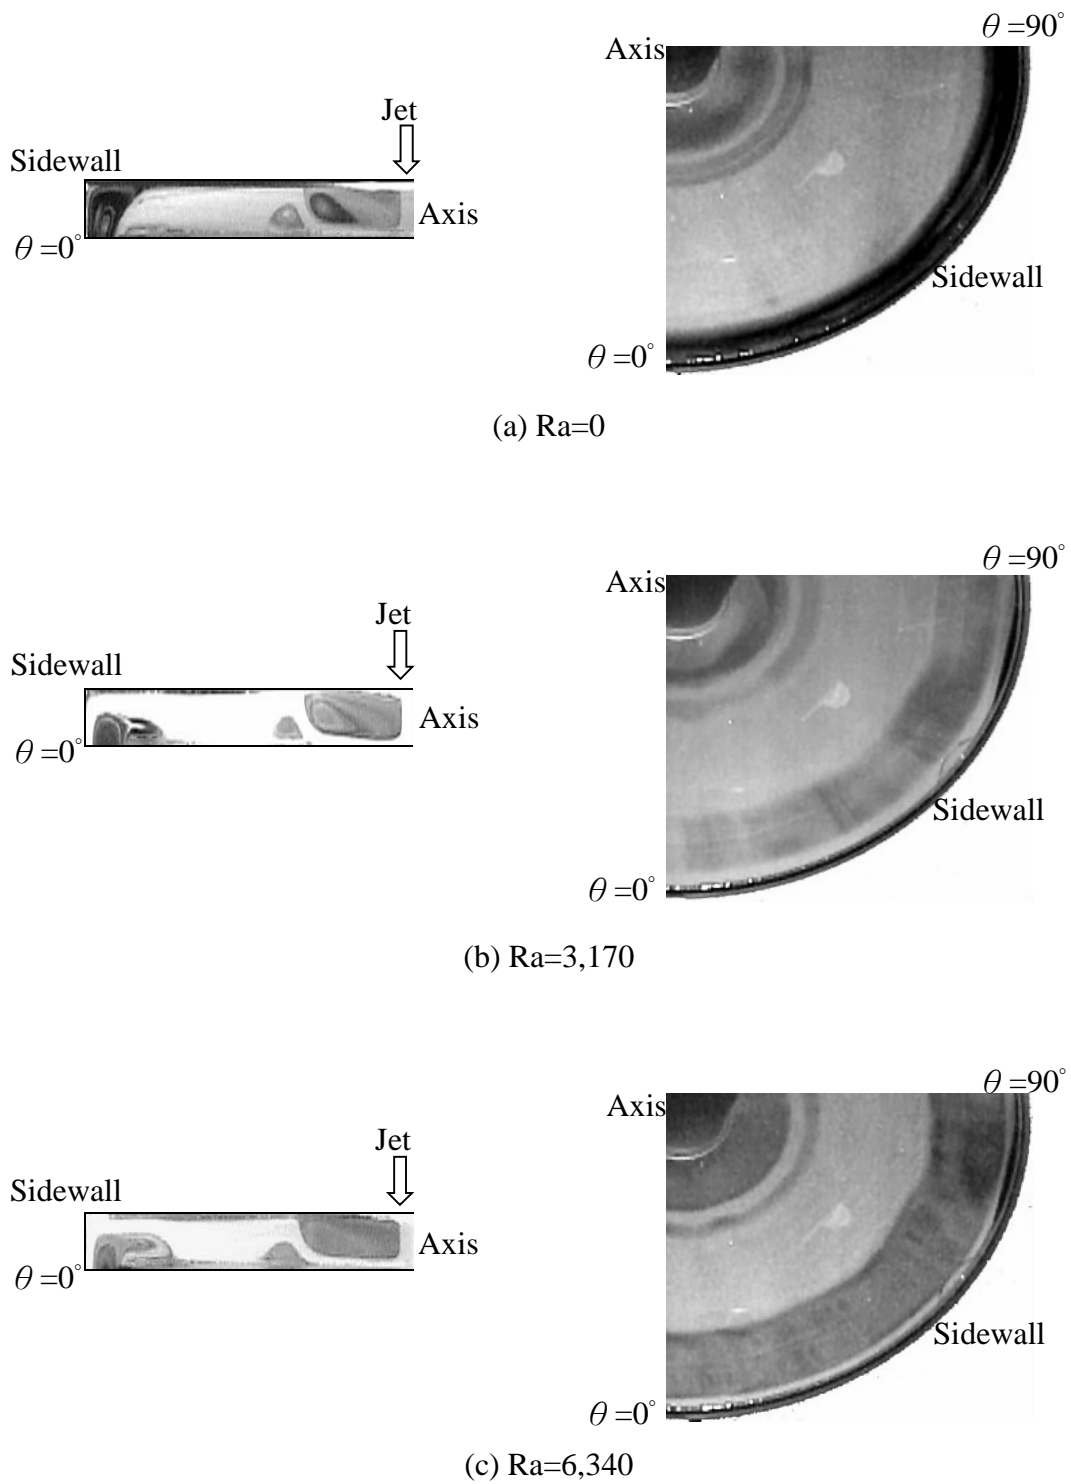 θ=90°
Axis
Jet
Sidewall
Axis
θ=0°
Sidewall
θ=0°
(a) Ra=0
θ=90°
Axis
Jet
Sidewall
Axis
θ=0°
Sidewall
θ=0°
(b) Ra=3,170
θ=90°
Axis
Jet
Sidewall
Axis
θ=0°
Sidewall
θ=0°
(c) Ra=6,340